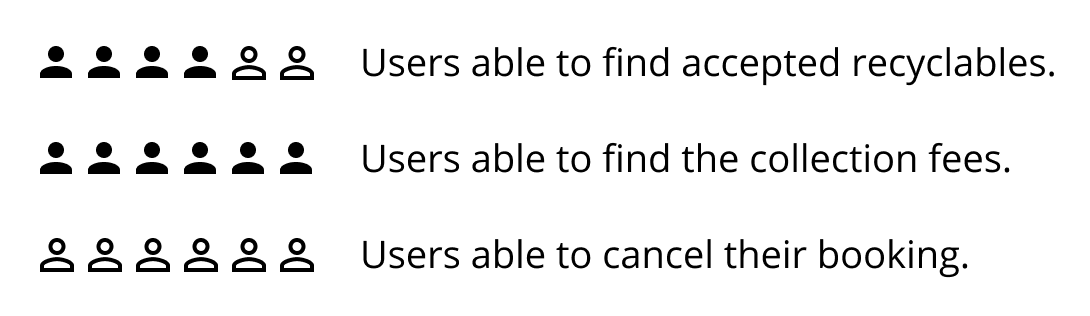 Users able to find accepted recyclables.
Users able to find the collection fees.
Users able to cancel their booking.